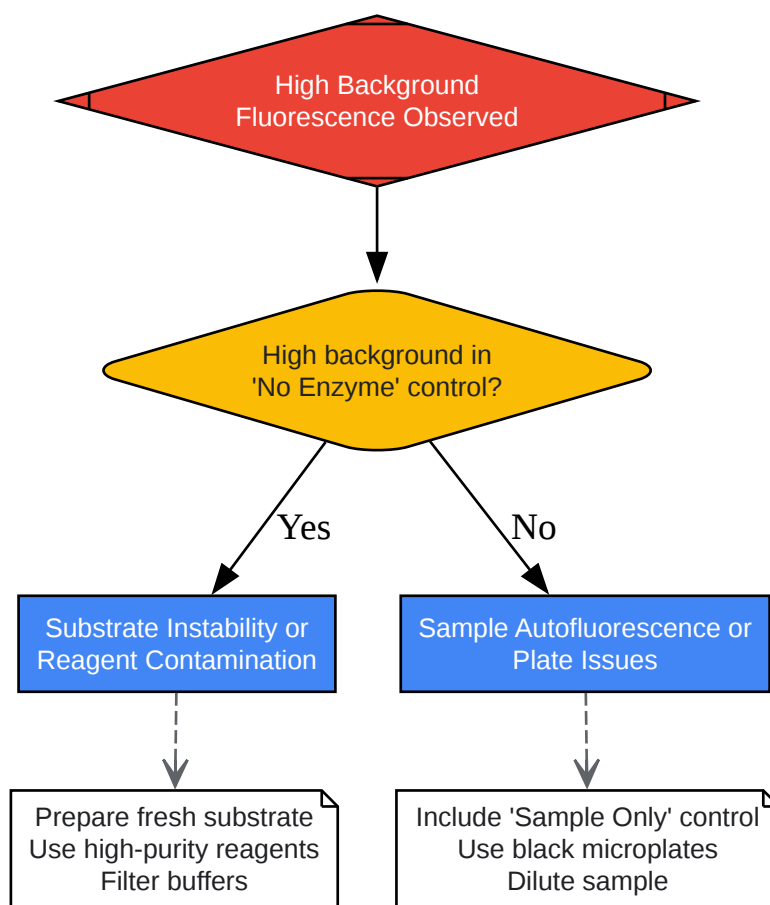 High Background
Fluorescence Observed
High background in
'No Enzyme' control?
Yes
No
Substrate Instability or
Reagent Contamination
Sample Autofluorescence or
Plate Issues
Prepare fresh substrate
Use high-purity reagents
Filter buffers
Include 'Sample Only' control
Use black microplates
Dilute sample